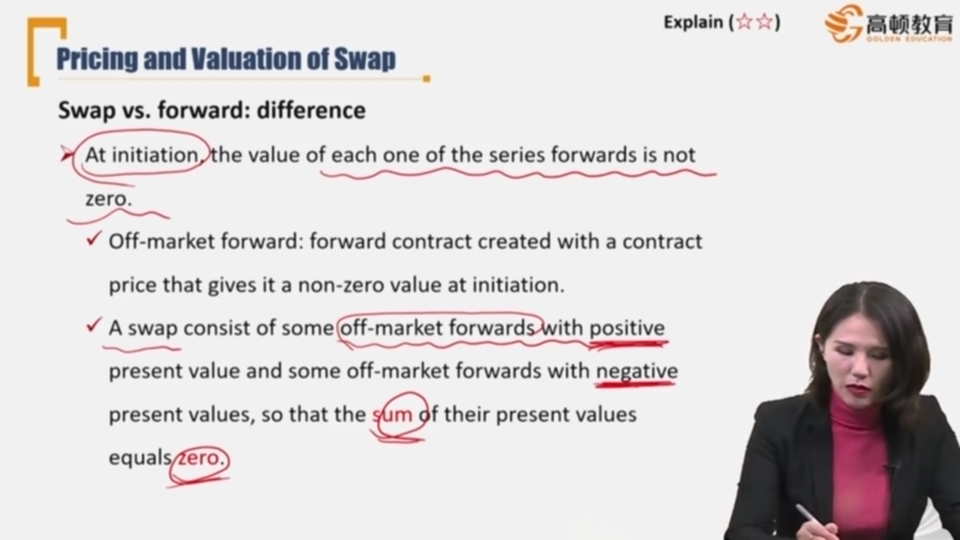 Explain (☆☆)
高顿教育
GOLDEN EDUCATION
Pricing and Valuation of Swap
Swap vs. forward: difference
At initiation, the value of each one of the series forwards is not
zero.
Off-market forward: forward contract created with a contract
price that gives it a non-zero value at initiation.
A swap consist of some off-market forwards with positive
present value and some off-market forwards with negative
present values, so that the sum of their present values
equals zero.